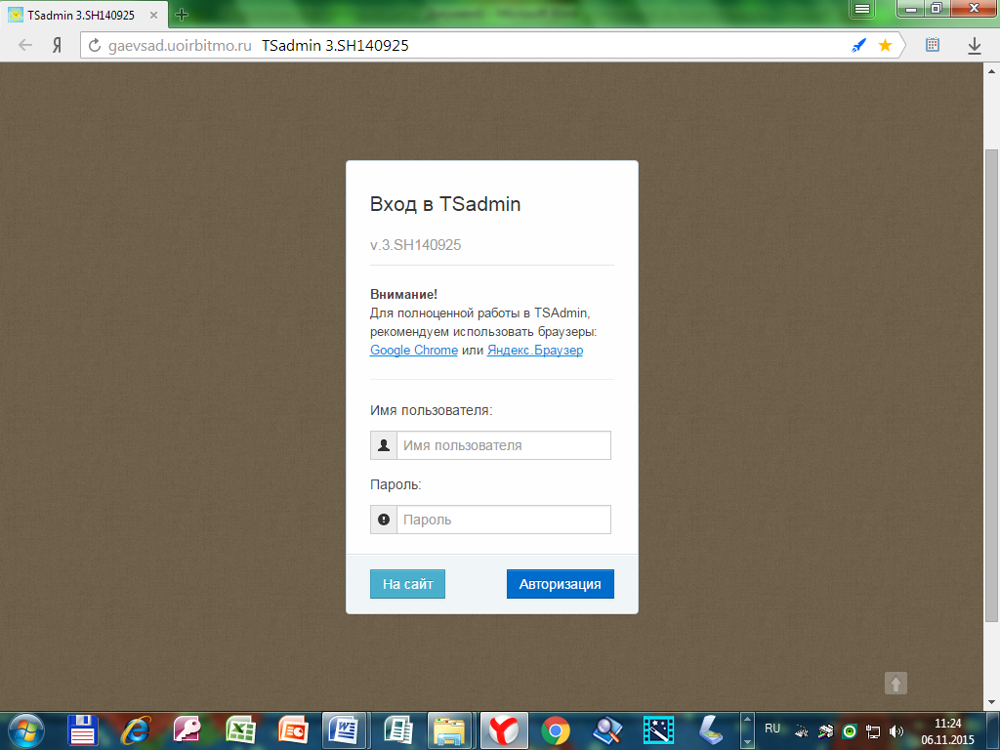 TSadmin 3.SH140925
Я
gaevsad.uoirbitmo.ru TSadmin 3.SH140925
Вход в TSadmin
v.3.SH140925
Внимание!
Для полноценной работы в TSAdmin,
рекомендуем использовать браузеры:
Google Chrome или Яндекс.Браузер
Имя пользователя:
Имя пользователя
Пароль:
Пароль
На сайт
Авторизация
RU
11:24
06.11.2015